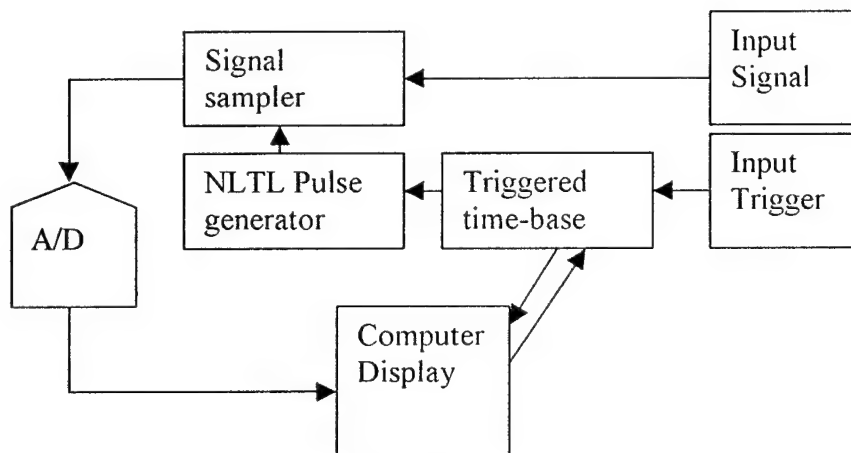 Signal
sampler
Input
Signal
NLTL Pulse
generator
Triggered
time-base
Input
Trigger
A/D
Computer
Display